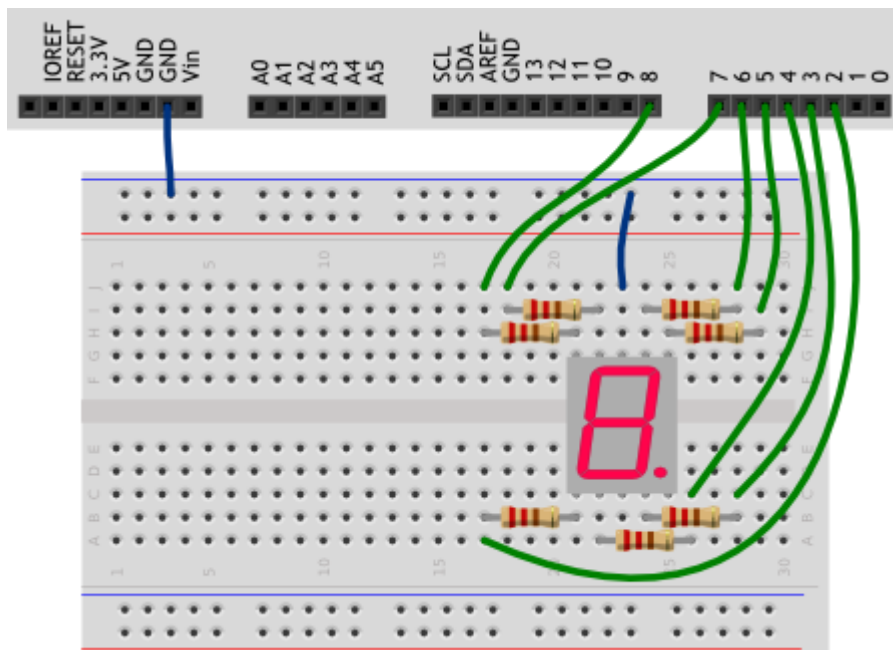 IOREF RESET 3.3V 5V GND GND Vin A0 A1 A2 A3 A4 A5 SCL SDA AREF GND 13 12 11 10 9 8 7 6 5 4 3 2 1 0
1 5 10 15 20 25 30
J J
I I
H H
G G
F F
E E
D D
C C
B B
A A
1 5 10 15 20 25 30